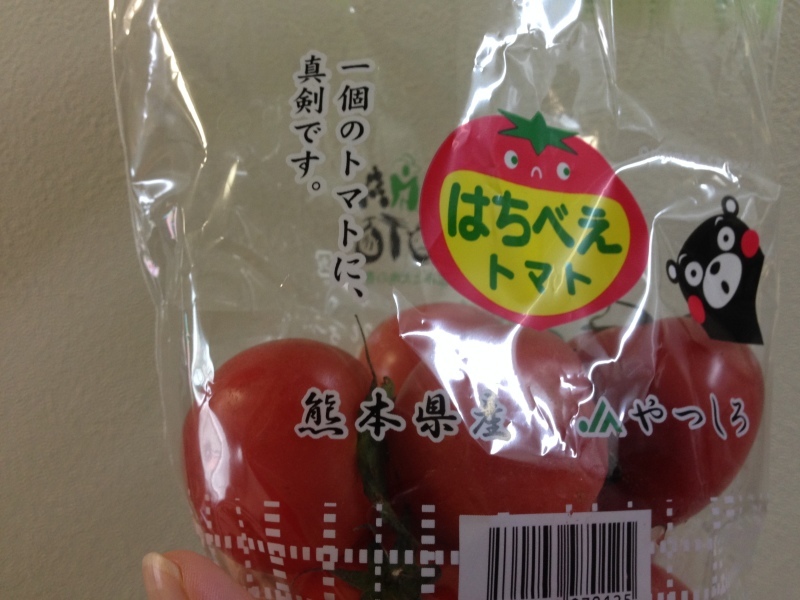 一個のトマトに、
真剣です。
はちべえ
トマト
熊本県産
JAやつしろ